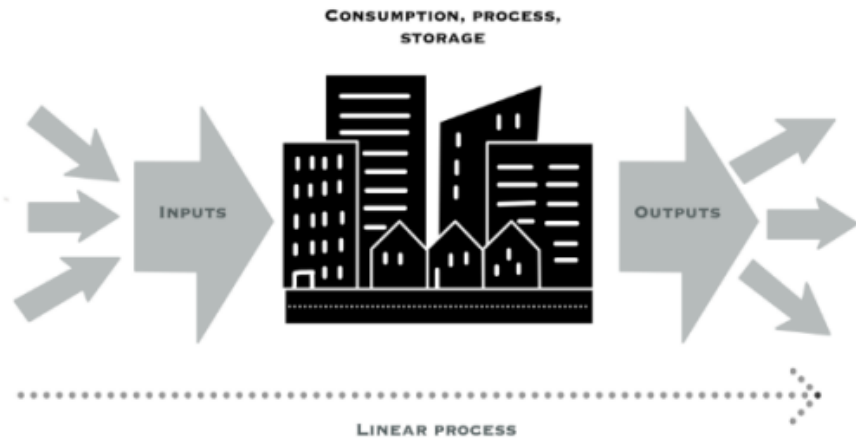 CONSUMPTION, PROCESS,
STORAGE
INPUTS
OUTPUTS
LINEAR PROCESS